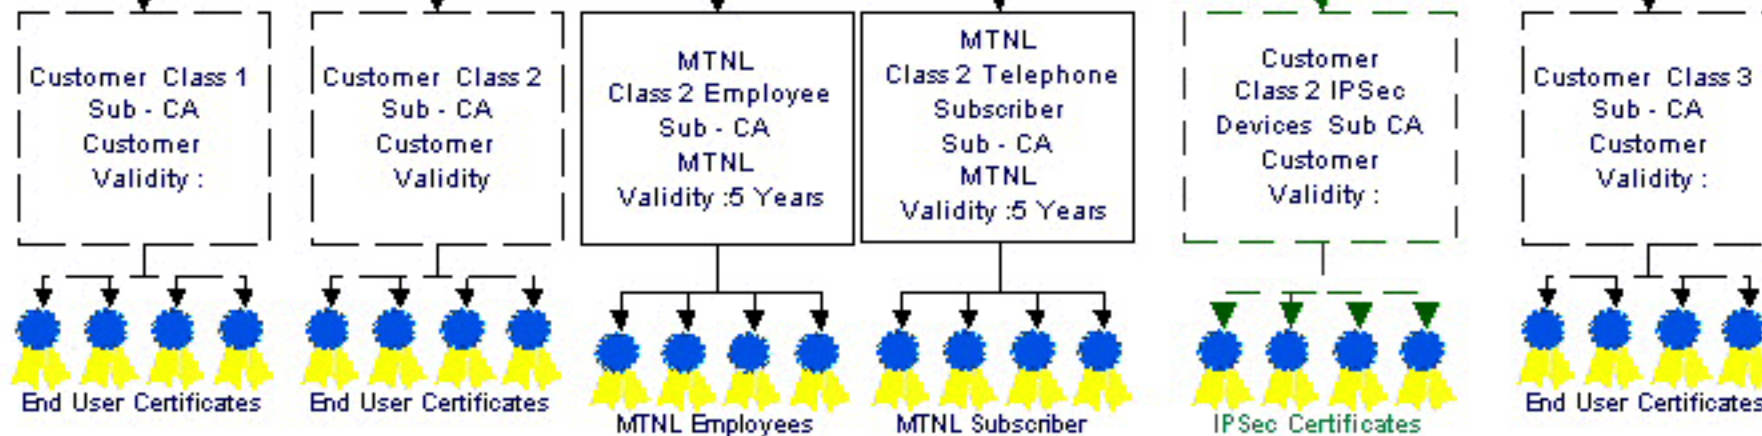 Customer Class 1
Sub - CA
Customer
Validity :
End User Certificates
Customer Class 2
Sub - CA
Customer
Validity
End User Certificates
MTNL
Class 2 Employee
Sub - CA
MTNL
Validity :5 Years
MTNL Employees
MTNL
Class 2 Telephone
Subscriber
Sub - CA
MTNL
Validity :5 Years
MTNL Subscriber
Customer
Class 2 IPSec
Devices Sub CA
Customer
Validity :
IPSec Certificates
Customer Class 3
Sub - CA
Customer
Validity :
End User Certificates